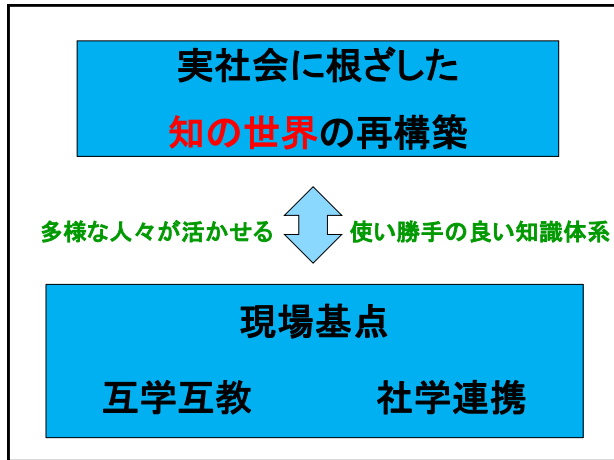 実社会に根ざした
知の世界の再構築
多様な人々が活かせる 使い勝手の良い知識体系
現場基点
互学互教 社学連携